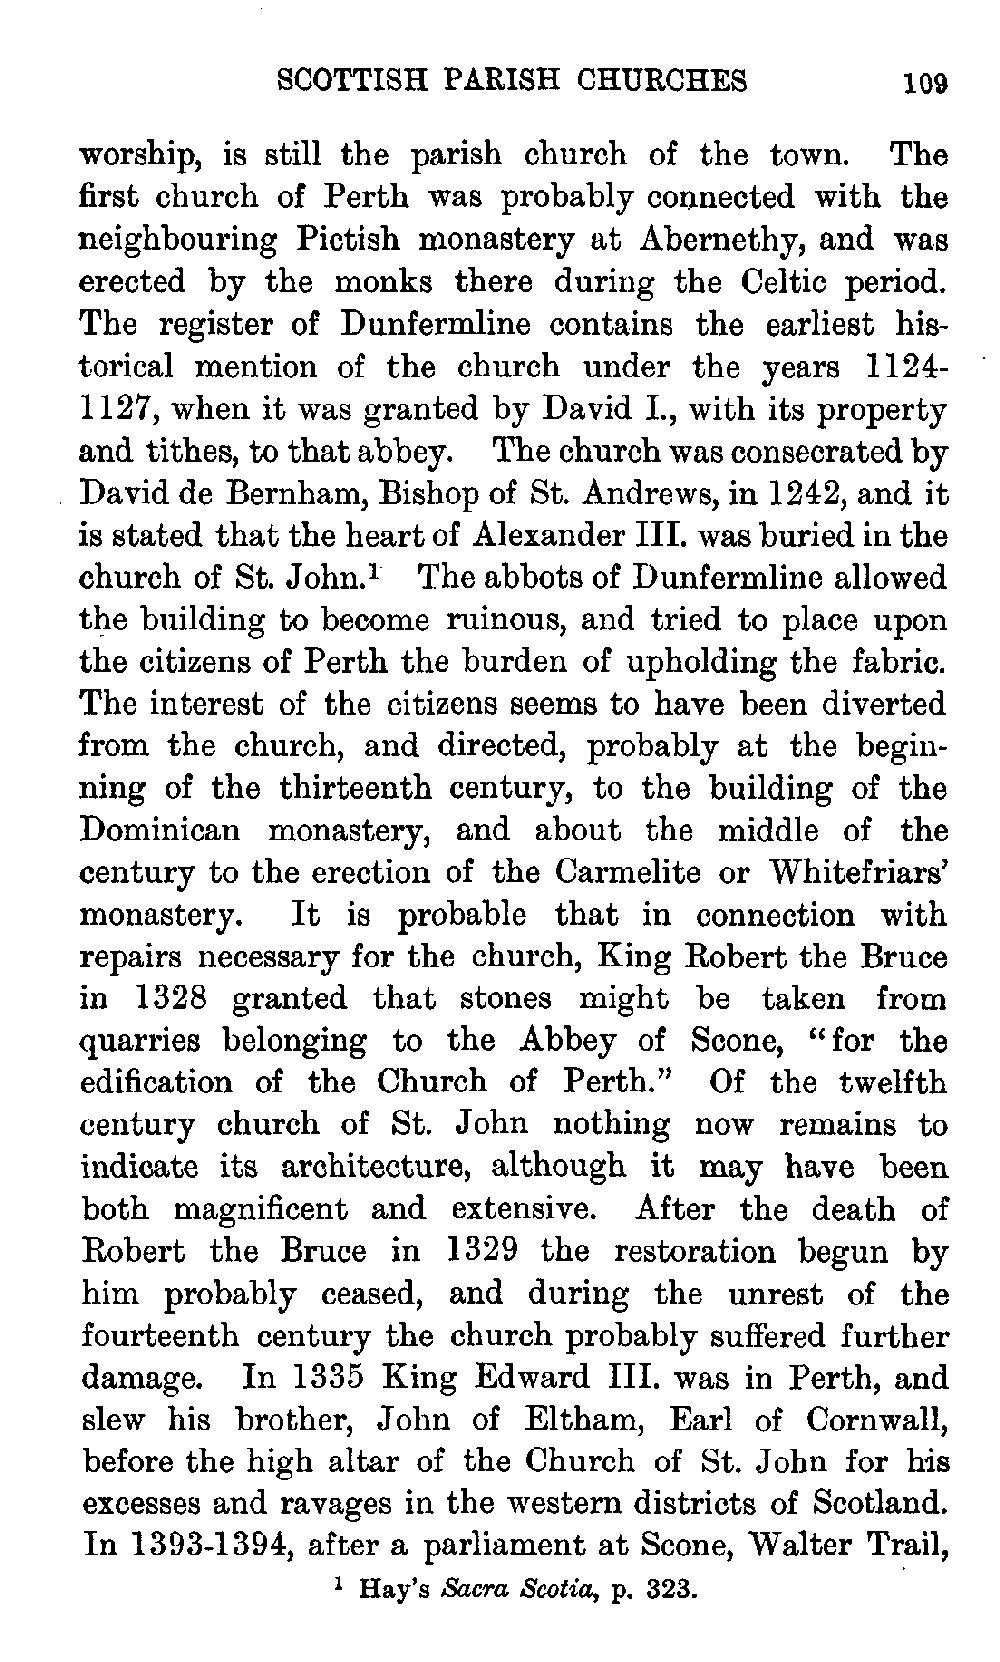 SCOTTISH PARISH CHURCHES 109
worship, is still the parish church of the town. The
first church of Perth was probably connected with the
neighbouring Pictish monastery at Abernethy, and was
erected by the monks there during the Celtic period.
The register of Dunfermline contains the earliest his-
torical mention of the church under the years 1124-
1127, when it was granted by David I., with its property
and tithes, to that abbey. The church was consecrated by
David de Bernham, Bishop of St. Andrews, in 1242, and it
is stated that the heart of Alexander III. was buried in the
church of St. John.¹ The abbots of Dunfermline allowed
the building to become ruinous, and tried to place upon
the citizens of Perth the burden of upholding the fabric.
The interest of the citizens seems to have been diverted
from the church, and directed, probably at the begin-
ning of the thirteenth century, to the building of the
Dominican monastery, and about the middle of the
century to the erection of the Carmelite or Whitefriars'
monastery. It is probable that in connection with
repairs necessary for the church, King Robert the Bruce
in 1328 granted that stones might be taken from
quarries belonging to the Abbey of Scone, "for the
edification of the Church of Perth." Of the twelfth
century church of St. John nothing now remains to
indicate its architecture, although it may have been
both magnificent and extensive. After the death of
Robert the Bruce in 1329 the restoration begun by
him probably ceased, and during the unrest of the
fourteenth century the church probably suffered further
damage. In 1335 King Edward III. was in Perth, and
slew his brother, John of Eltham, Earl of Cornwall,
before the high altar of the Church of St. John for his
excesses and ravages in the western districts of Scotland.
In 1393-1394, after a parliament at Scone, Walter Trail,
¹ Hay's Sacra Scotia, p. 323.